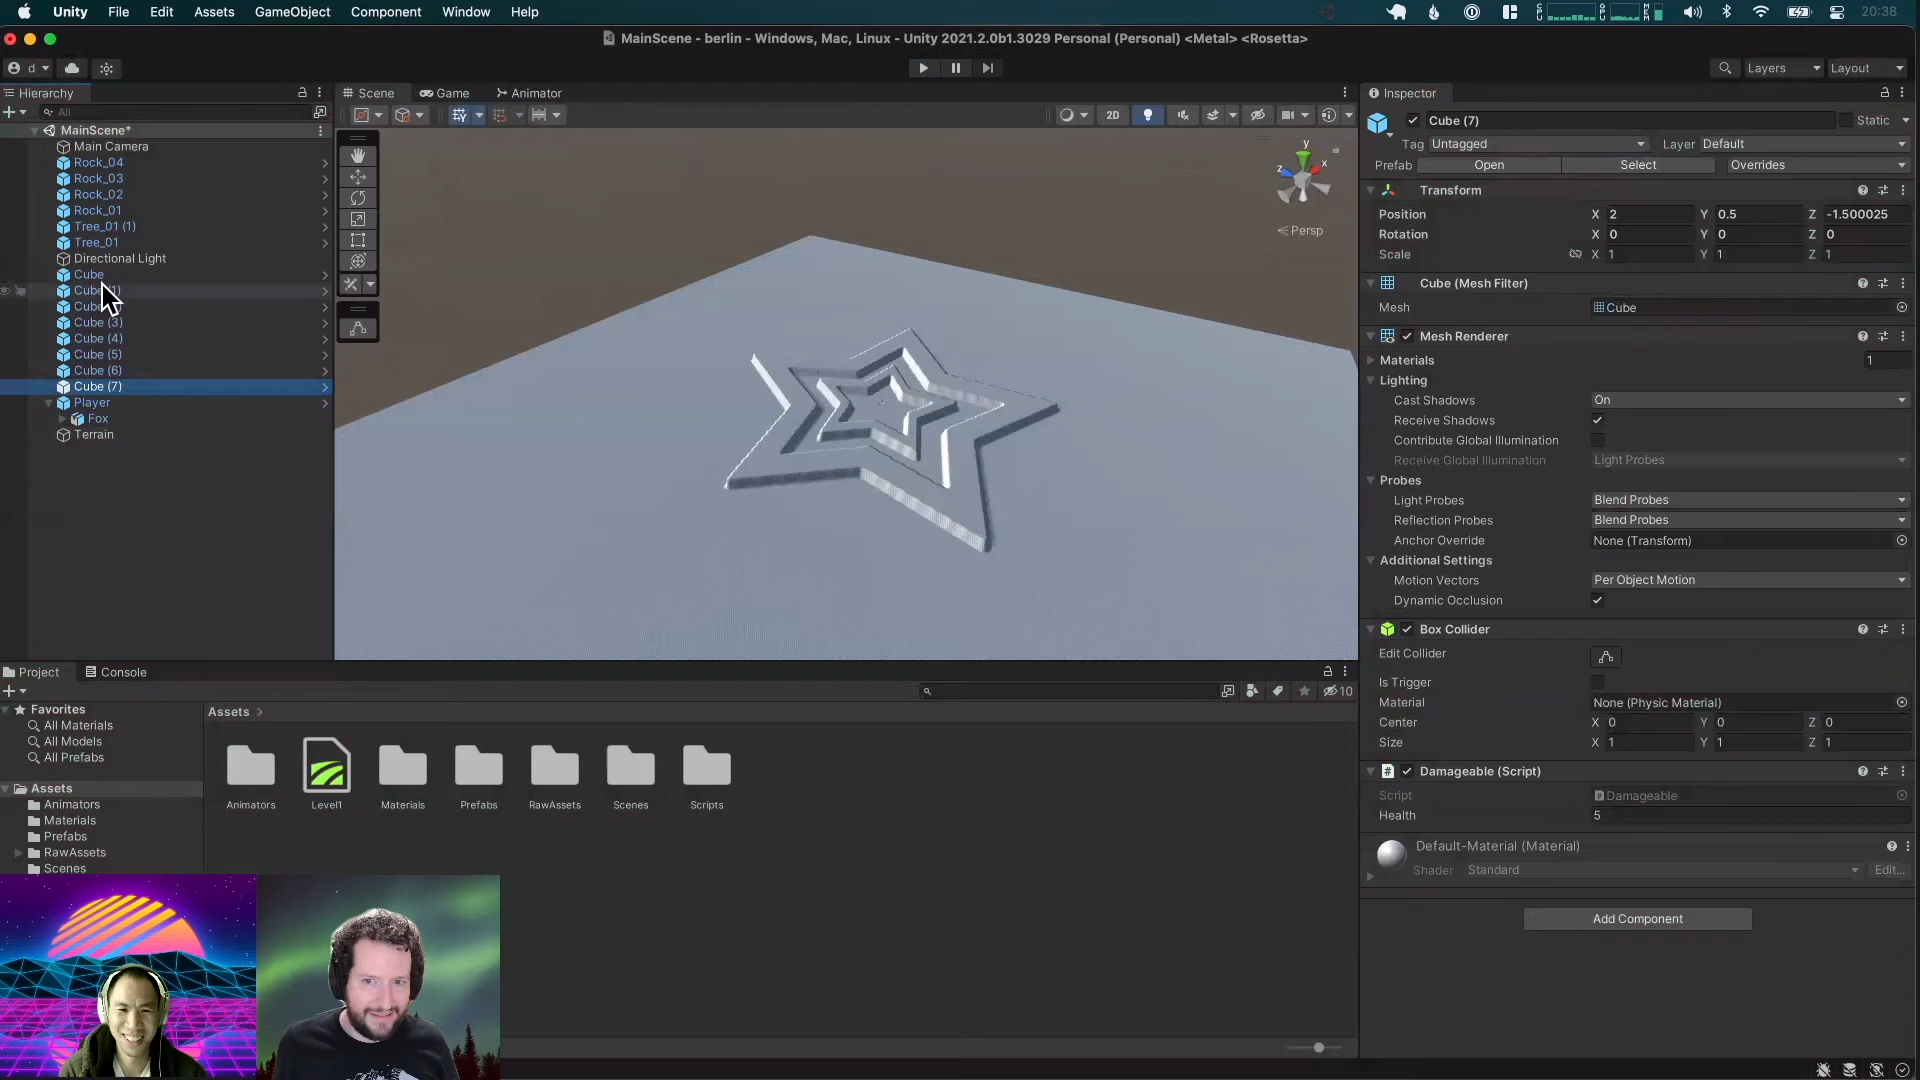 Unity File Edit Assets GameObject Component Window Help 20:38
MainScene - berlin - Windows, Mac, Linux - Unity 2021.2.0b1.3029 Personal (Personal) <Metal> <Rosetta>
d Layers Layout
Hierarchy
All
MainScene*
Main Camera
Rock_04
Rock_03
Rock_02
Rock_01
Tree_01 (1)
Tree_01
Directional Light
Cube
Cube
Cube
Cube (3)
Cube (4)
Cube (5)
Cube (6)
Cube (7)
Player
Fox
Terrain
Scene Game Animator
2D
y
x
z
Persp
Inspector
Cube (7) Static
Tag Untagged Layer Default
Prefab Open Select Overrides
Transform
Position X 2 Y 0.5 Z -1.500025
Rotation X 0 Y 0 Z 0
Scale X 1 Y 1 Z 1
Cube (Mesh Filter)
Mesh Cube
Mesh Renderer
Materials 1
Lighting
Cast Shadows On
Receive Shadows
Contribute Global Illumination
Receive Global Illumination Light Probes
Probes
Light Probes Blend Probes
Reflection Probes Blend Probes
Anchor Override None (Transform)
Additional Settings
Motion Vectors Per Object Motion
Dynamic Occlusion
Box Collider
Edit Collider
Is Trigger
Material None (Physic Material)
Center X 0 Y 0 Z 0
Size X 1 Y 1 Z 1
Damageable (Script)
Script Damageable
Health 5
Default-Material (Material)
Shader Standard Edit...
Add Component
Project Console
10
Favorites
All Materials
All Models
All Prefabs
Assets
Animators
Materials
Prefabs
RawAssets
Scenes
Assets >
Animators Level1 Materials Prefabs RawAssets Scenes Scripts